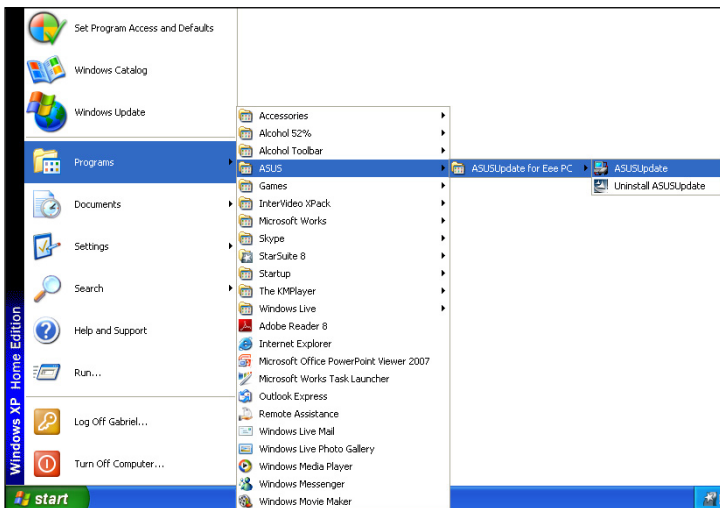 Set Program Access and Defaults
Windows Catalog
Windows Update
Programs
Documents
Settings
Search
Help and Support
Run...
Log Off Gabriel...
Turn Off Computer...
Windows XP Home Edition
start
Accessories
Alcohol 52%
Alcohol Toolbar
ASUS
Games
InterVideo XPack
Microsoft Works
Skype
StarSuite 8
Startup
The KMPlayer
Windows Live
Adobe Reader 8
Internet Explorer
Microsoft Office PowerPoint Viewer 2007
Microsoft Works Task Launcher
Outlook Express
Remote Assistance
Windows Live Mail
Windows Live Photo Gallery
Windows Media Player
Windows Messenger
Windows Movie Maker
ASUSUpdate for Eee PC
ASUSUpdate
Uninstall ASUSUpdate